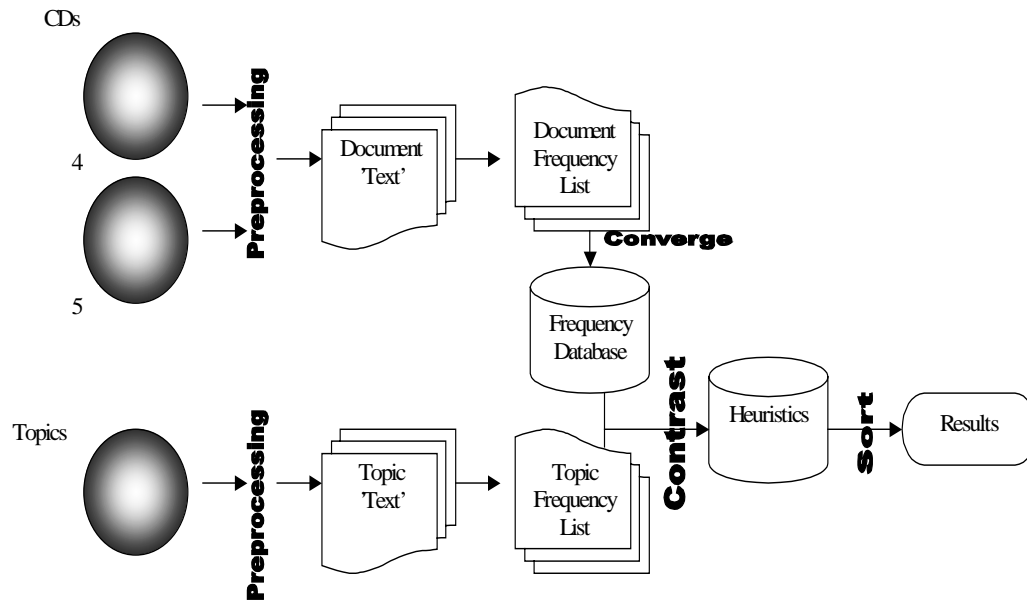 CDs
4
5
Preprocessing
Document
'Text'
Document
Frequency
List
Converge
Frequency
Database
Contrast
Heuristics
Sort
Results
Topics
Preprocessing
Topic
'Text'
Topic
Frequency
List